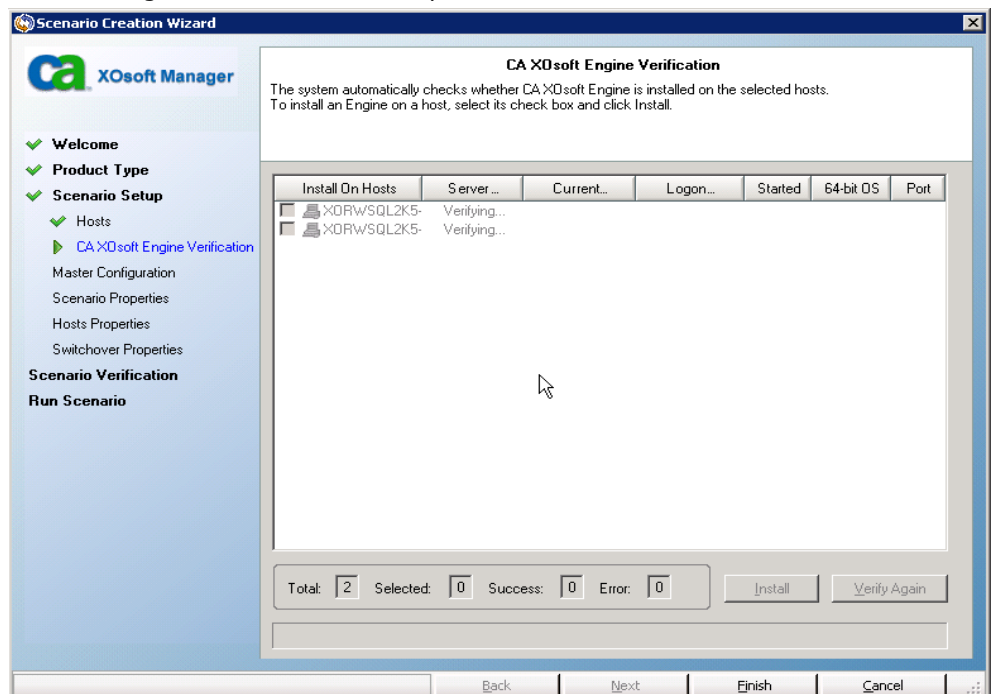 Scenario Creation Wizard
ca XOsoft Manager
CA XOsoft Engine Verification
The system automatically checks whether CA XOsoft Engine is installed on the selected hosts.
To install an Engine on a host, select its check box and click Install.
Welcome
Product Type
Scenario Setup
Hosts
CA XOsoft Engine Verification
Master Configuration
Scenario Properties
Hosts Properties
Switchover Properties
Scenario Verification
Run Scenario
Install On Hosts Server... Current... Logon... Started 64-bit OS Port
XORWSQL2K5- Verifying...
XORWSQL2K5- Verifying...
Total: 2 Selected: 0 Success: 0 Error: 0 Install Verify Again
Back Next Finish Cancel